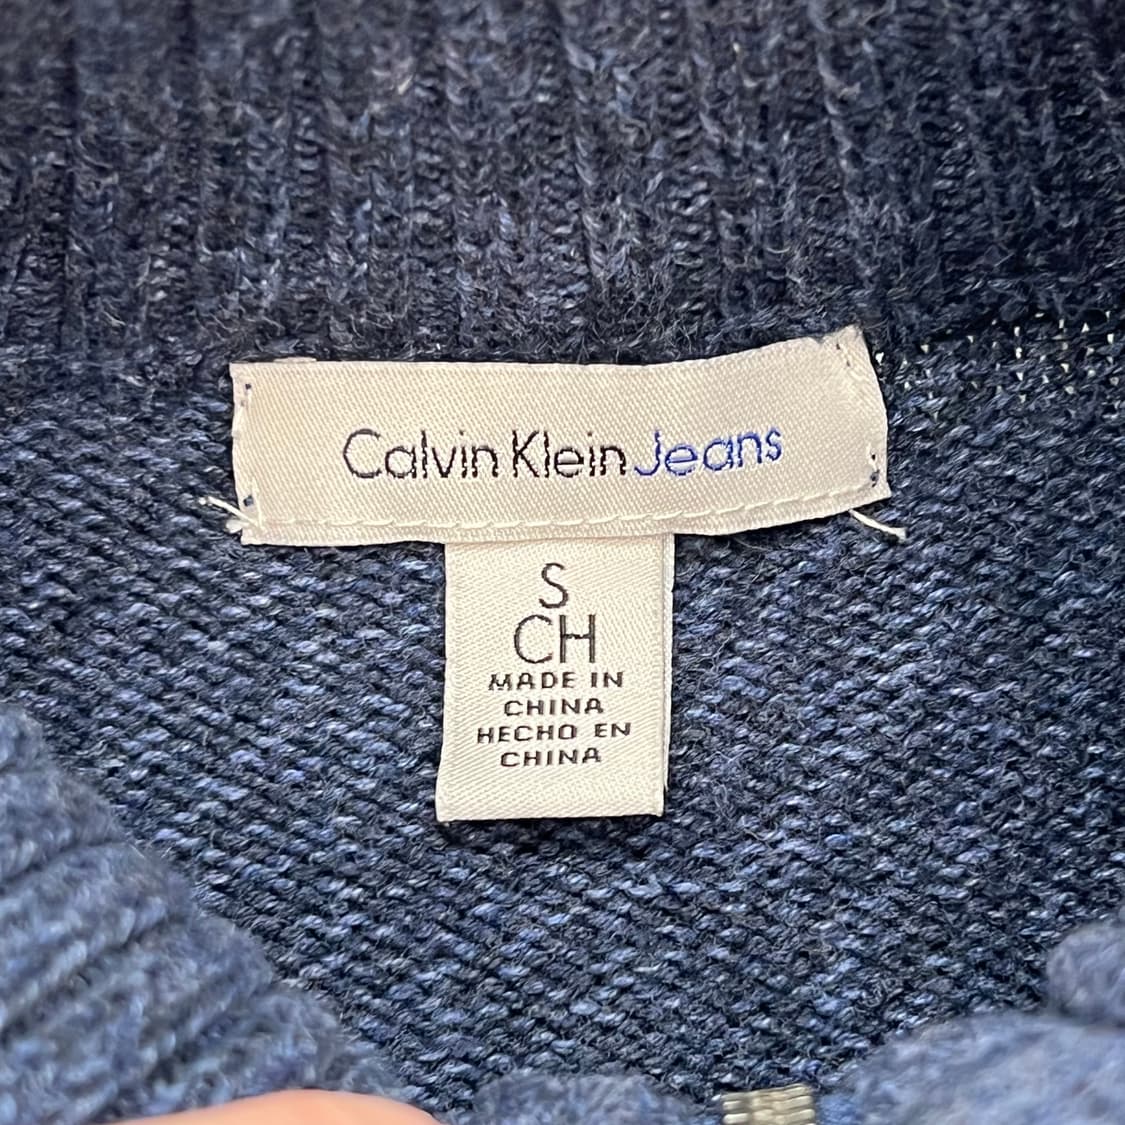 Calvin Klein Jeans
S
CH
MADE IN
CHINA
HECHO EN
CHINA